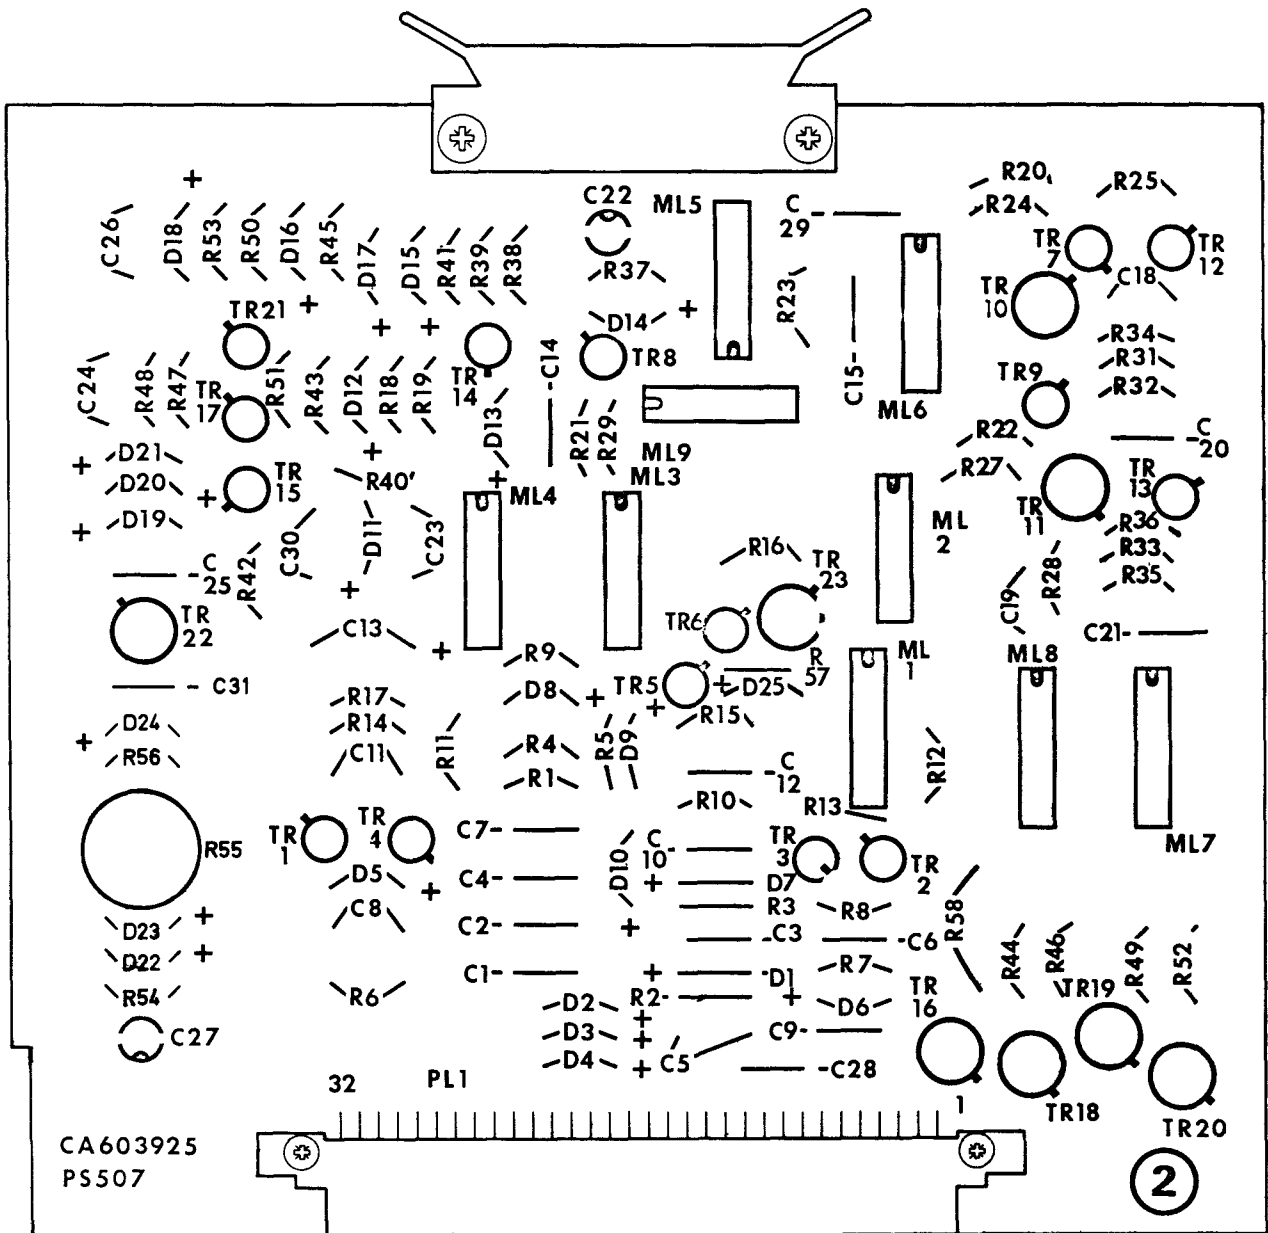 C22
ML5
C
29
R20
R24
R25
C26
D18
R53
R50
D16
R45
D17
D15
R41
R39
R38
R37
D14
R23
TR
7
TR
12
C18
TR
10
TR21
TR
14
C14
TR8
C15
ML6
R34
R31
R32
TR9
C24
R48
R47
TR
17
R51
R43
D12
R18
R19
D13
R21
R29
ML9
ML3
R22
R27
C
20
D21
D20
D19
TR
15
R40'
ML4
TR
13
TR
11
R36
R33
R35
C
25
R42
C30
D11
C23
R16
TR
23
ML
2
C19
R28
C21
TR
22
C13
TR6
R9
R
57
ML
1
ML8
C31
R17
R14
C11
R11
D8
TR5
D25
R15
D24
R56
R4
R1
R5
D9
C
12
R10
R12
R13
R55
TR
1
TR
4
C7
C
10
TR
3
TR
2
ML7
D5
C8
C4
D10
D7
R3
R8
R58
D23
D22
R54
C2
C3
C6
R44
R46
R49
R52
C1
D1
R7
TR
16
TR19
R6
D2
R2
D6
C27
D3
C9
D4
C5
C28
32
PL1
1
TR18
TR20
CA603925
PS507
2